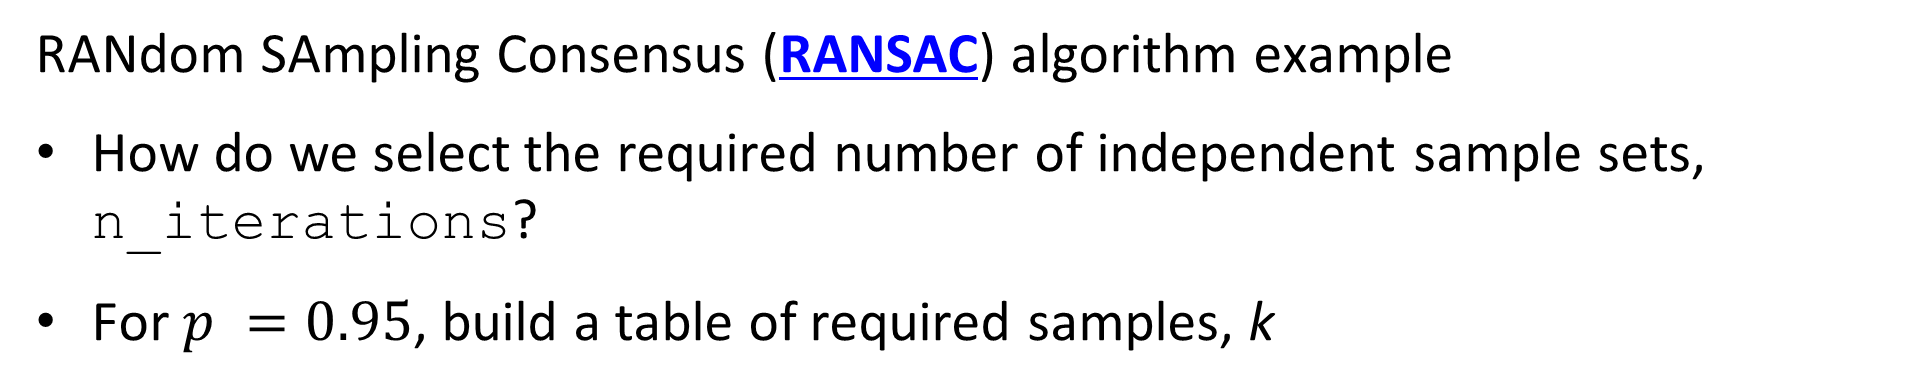 RANdom SAmpling Consensus (RANSAC) algorithm example
• How do we select the required number of independent sample sets,
n_iterations?
• For p = 0.95, build a table of required samples, k